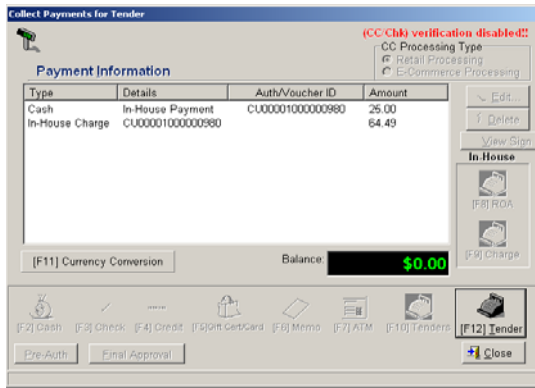 Collect Payments for Tender
(CC/Chk) verification disabled!!
CC Processing Type
Retail Processing
E-Commerce Processing
Payment Information
Type Details Auth/Voucher ID Amount
Cash In-House Payment CU00001000000980 25.00
In-House Charge CU00001000000980 64.49
Edit...
Delete
View Sign
In-House
[F8] ROA
[F9] Charge
[F11] Currency Conversion
Balance: $0.00
[F2] Cash [F3] Check [F4] Credit [F5]Gift Cert/Card [F6] Memo [F7] ATM [F10] Tenders [F12] Tender
Pre-Auth Final Approval Close